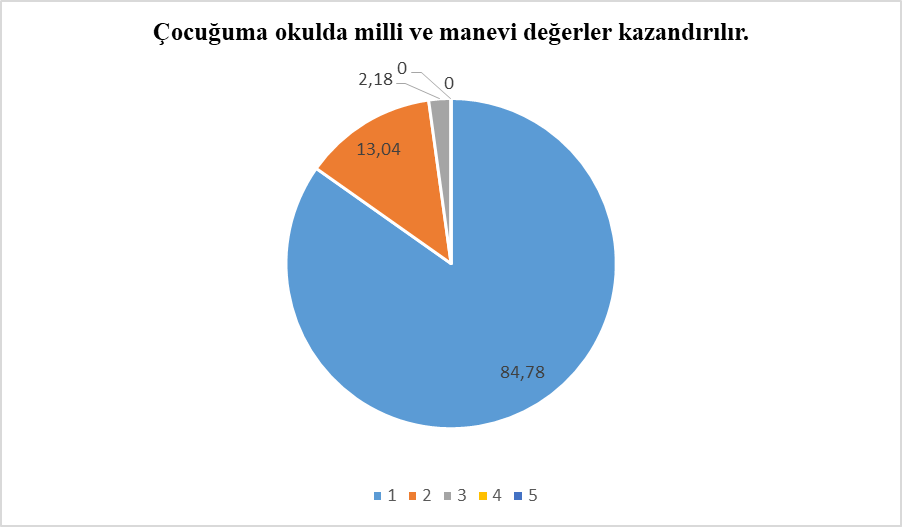 Çocuğuma okulda milli ve manevi değerler kazandırılır.
0
2,18
0
13,04
84,78
1 2 3 4 5